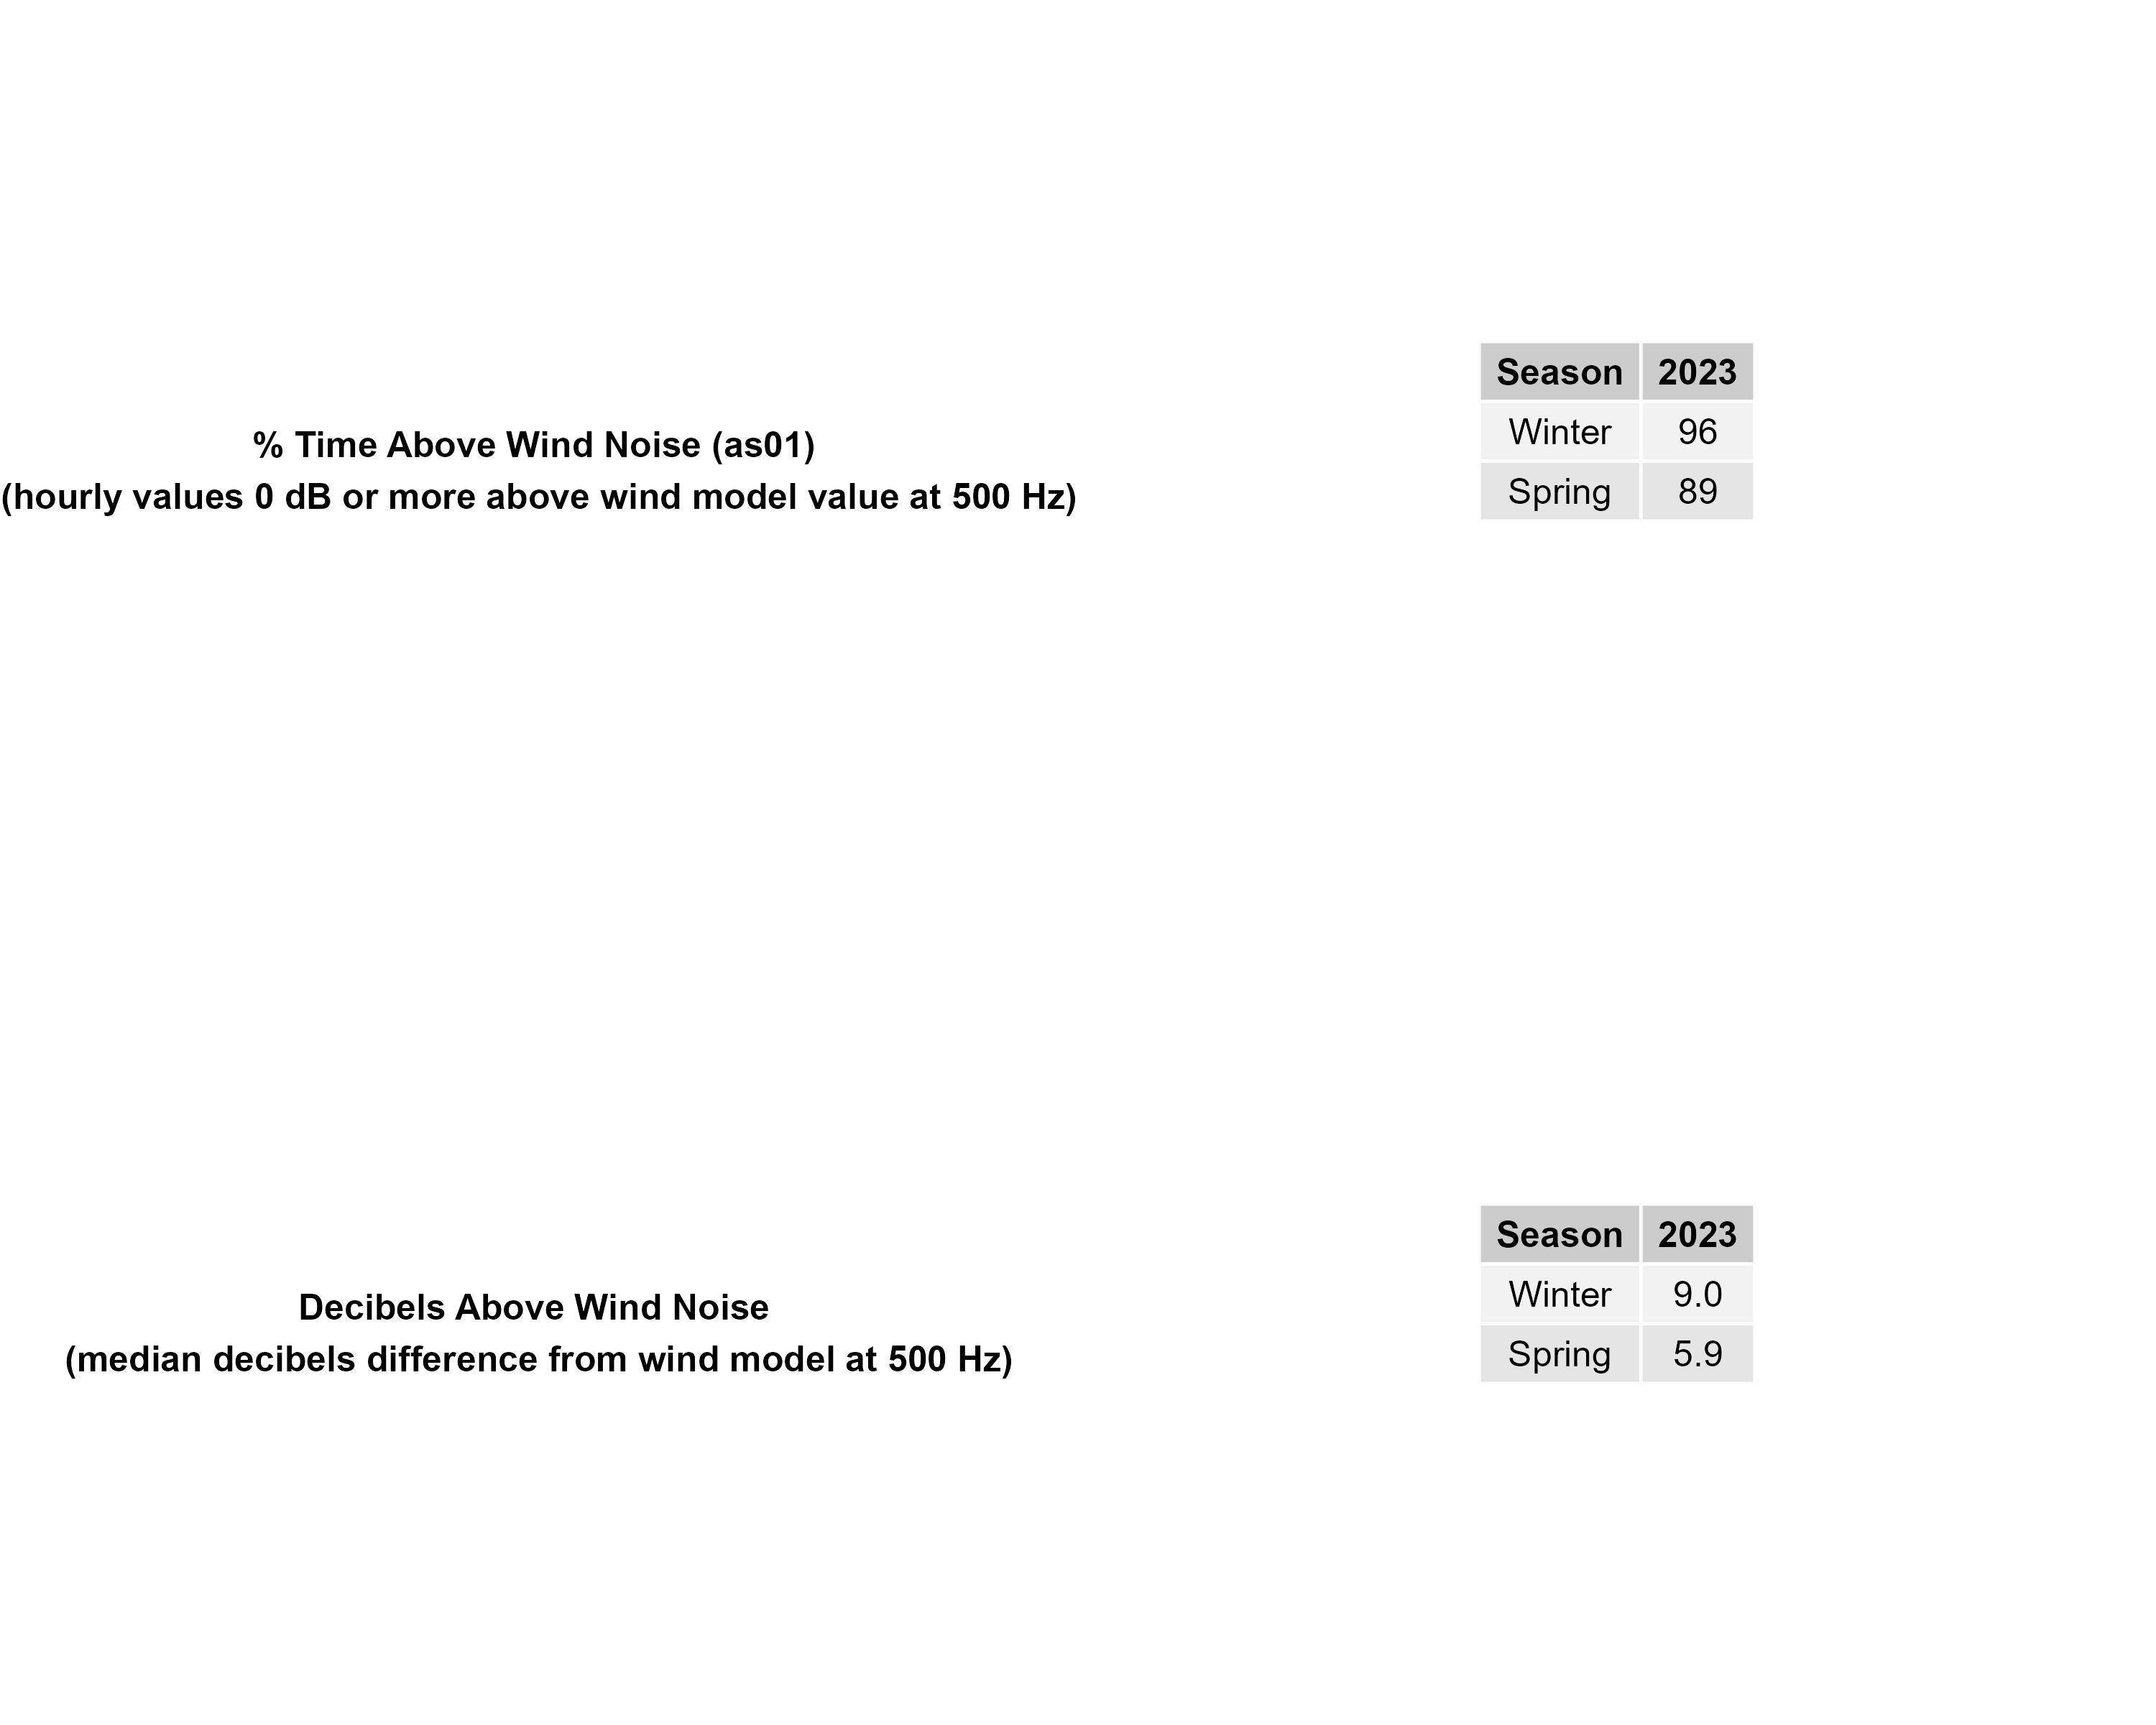 % Time Above Wind Noise (as01)
(hourly values 0 dB or more above wind model value at 500 Hz)
Season 2023
Winter 96
Spring 89
Decibels Above Wind Noise
(median decibels difference from wind model at 500 Hz)
Season 2023
Winter 9.0
Spring 5.9